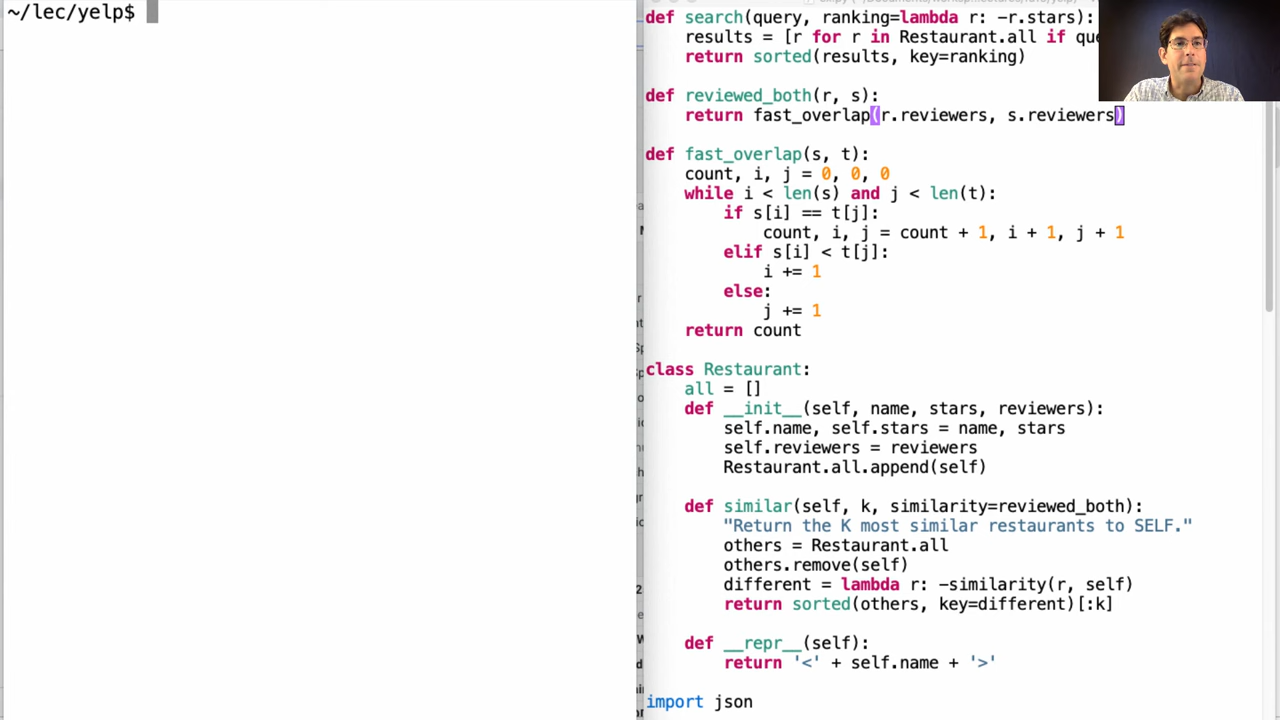 ~/lec/yelp$
def search(query, ranking=lambda r: -r.stars):
    results = [r for r in Restaurant.all if
    return sorted(results, key=ranking)
def reviewed_both(r, s):
    return fast_overlap(r.reviewers, s.reviewers)
def fast_overlap(s, t):
    count, i, j = 0, 0, 0
    while i < len(s) and j < len(t):
        if s[i] == t[j]:
            count, i, j = count + 1, i + 1, j + 1
        elif s[i] < t[j]:
            i += 1
        else:
            j += 1
    return count
class Restaurant:
    all = []
    def __init__(self, name, stars, reviewers):
        self.name, self.stars = name, stars
        self.reviewers = reviewers
        Restaurant.all.append(self)
    def similar(self, k, similarity=reviewed_both):
        "Return the K most similar restaurants to SELF."
        others = Restaurant.all
        others.remove(self)
        different = lambda r: -similarity(r, self)
        return sorted(others, key=different)[:k]
    def __repr__(self):
        return '<' + self.name + '>'
import json